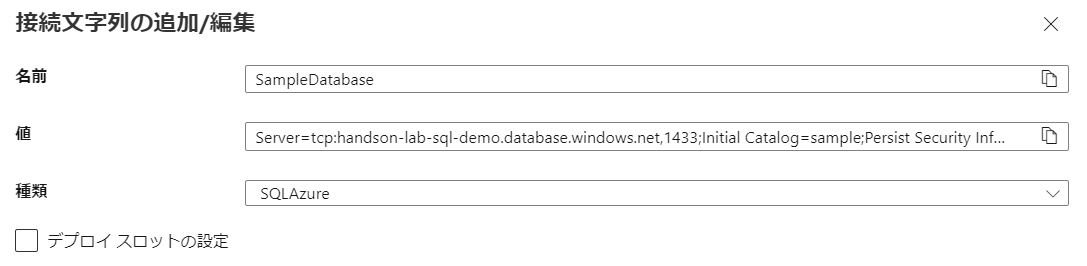 接続文字列の追加/編集
名前
SampleDatabase
値
Server=tcp:handson-lab-sql-demo.database.windows.net,1433;Initial Catalog=sample;Persist Security Inf...
種類
SQLAzure
デプロイ スロットの設定